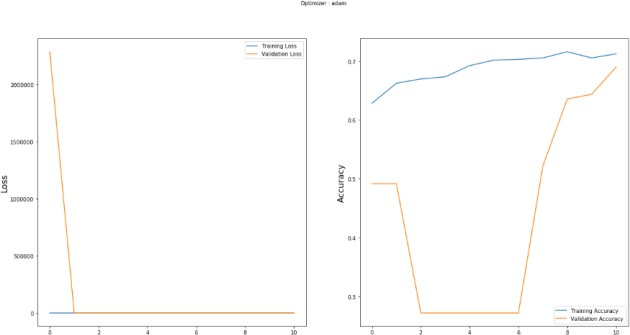 Optimizer : adam
Training Loss
Validation Loss
2000000
1500000
1000000
500000
0
Loss
0 2 4 6 8 10
0.7
0.6
0.5
0.4
0.3
Accuracy
Training Accuracy
Validation Accuracy
0 2 4 6 8 10